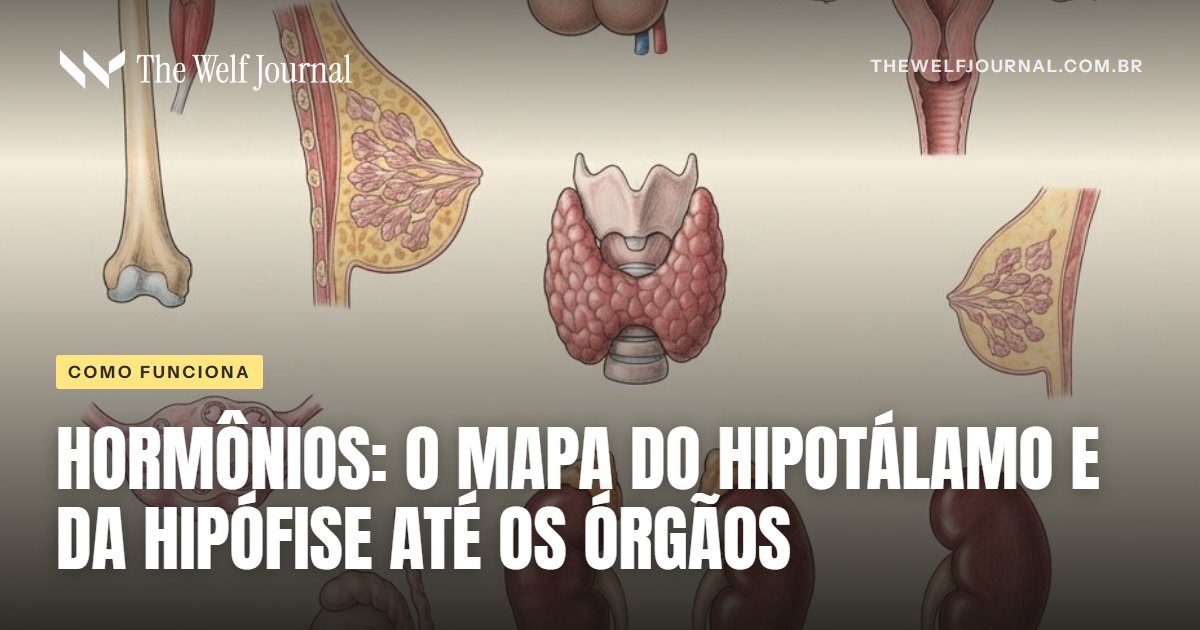 The Welf Journal
THEWELFJOURNAL.COM.BR
COMO FUNCIONA
HORMÔNIOS: O MAPA DO HIPOTÁLAMO E
DA HIPÓFISE ATÉ OS ÓRGÃOS